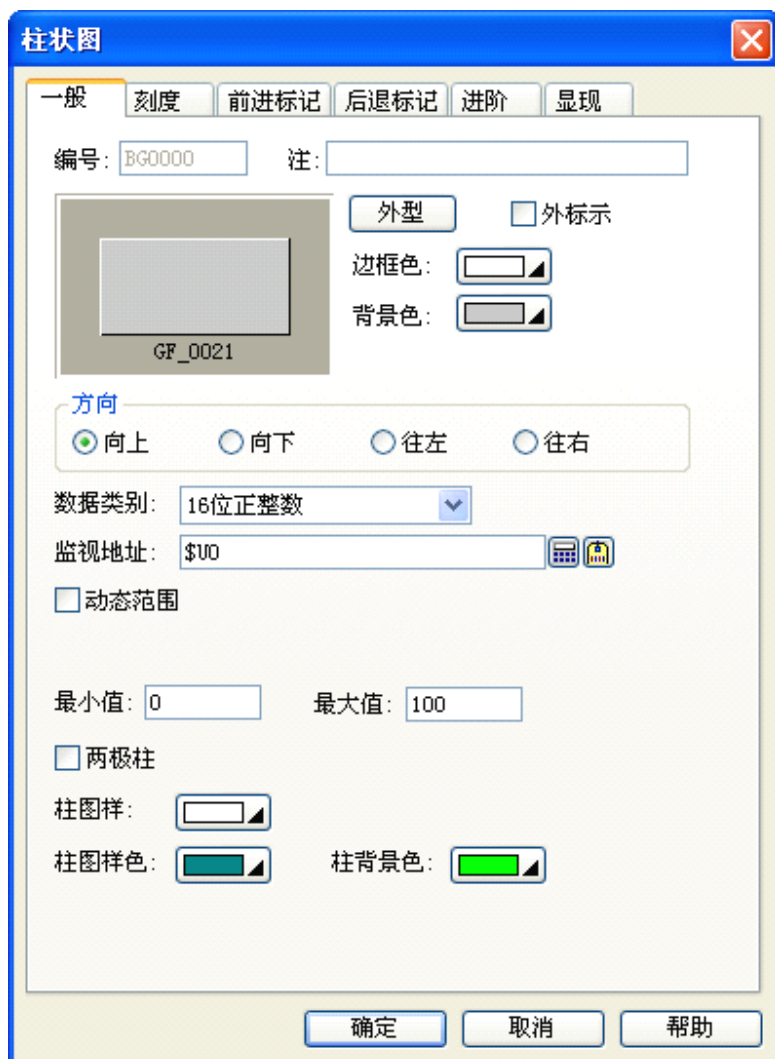 柱状图
一般 刻度 前进标记 后退标记 进阶 显现
编号: BG0000 注:
外型 外标示
边框色:
背景色:
GF_0021
方向
向上 向下 往左 往右
数据类别: 16位正整数
监视地址: $U0
动态范围
最小值: 0 最大值: 100
两极柱
柱图样:
柱图样色: 柱背景色:
确定 取消 帮助